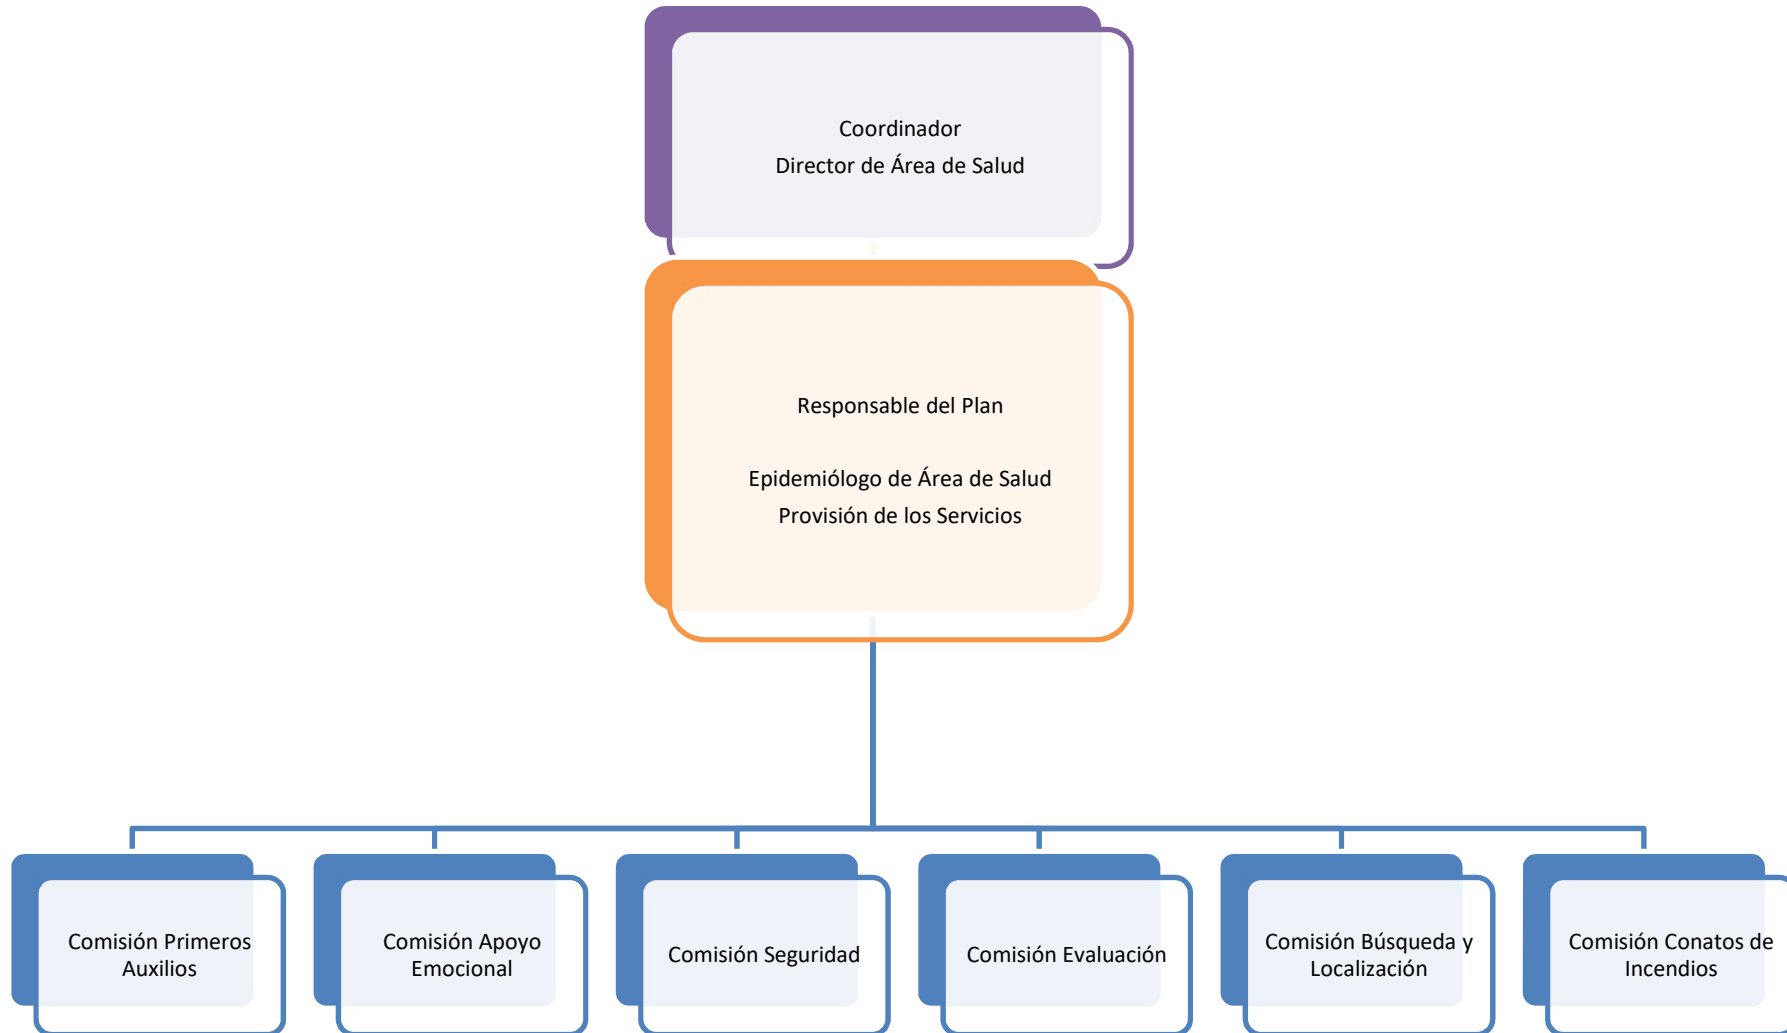 Coordinador
Director de Área de Salud
Responsable del Plan
Epidemiólogo de Área de Salud
Provisión de los Servicios
Comisión Primeros
Auxilios
Comisión Apoyo
Emocional
Comisión Seguridad
Comisión Evaluación
Comisión Búsqueda y
Localización
Comisión Conatos de
Incendios